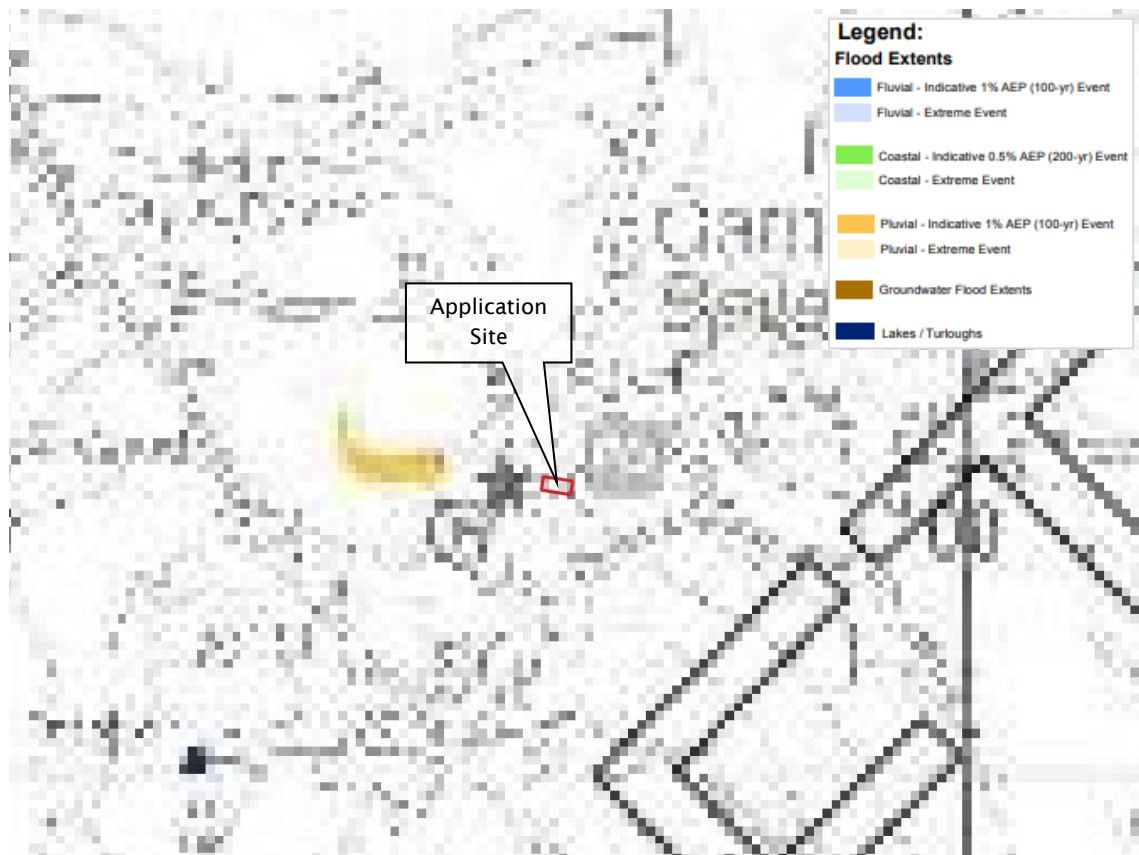 Legend:
Flood Extents
Fluvial - Indicative 1% AEP (100-yr) Event
Fluvial - Extreme Event
Coastal - Indicative 0.5% AEP (200-yr) Event
Coastal - Extreme Event
Pluvial - Indicative 1% AEP (100-yr) Event
Pluvial - Extreme Event
Groundwater Flood Extents
Lakes / Turloughs
Application
Site